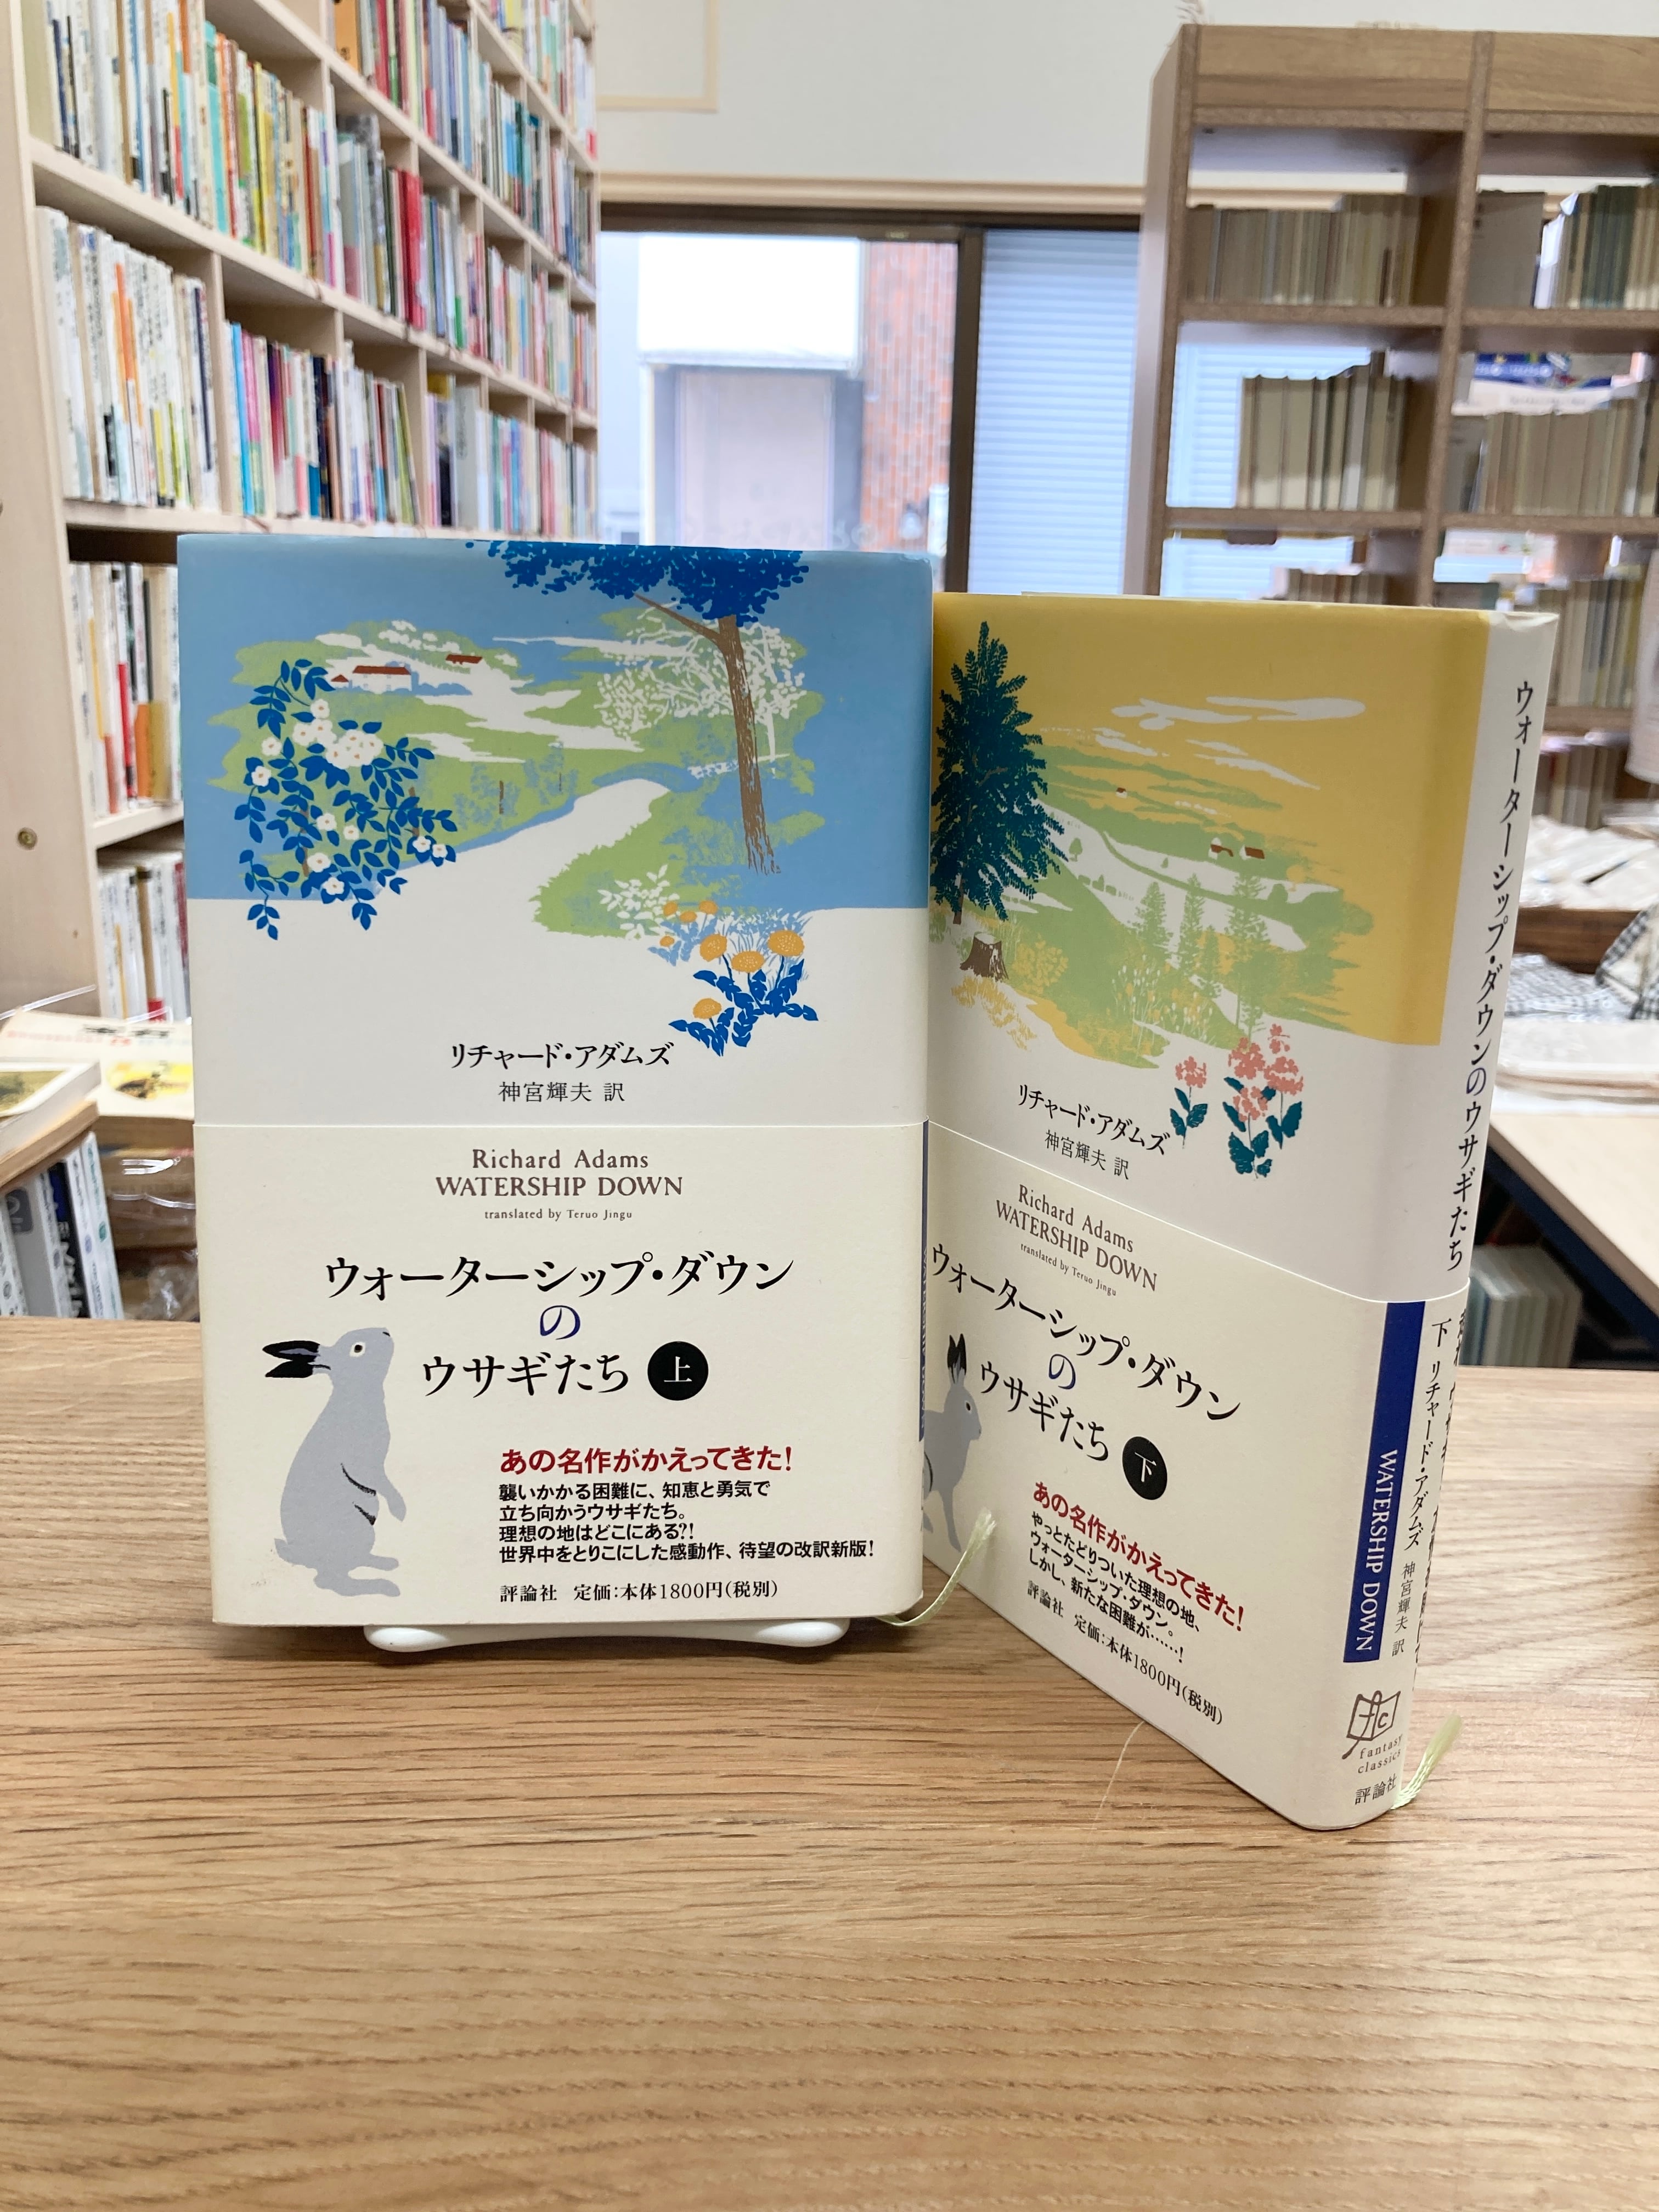 リチャード・アダムズ
神宮輝夫 訳
Richard Adams
WATERSHIP DOWN
translated by Teruo Jingu
ウォーターシップ・ダウン
の
ウサギたち 上
あの名作がかえってきた!
襲いかかる困難に、知恵と勇気で
立ち向かうウサギたち。
理想の地はどこにある?!
世界中をとりこにした感動作、待望の改訳新版!
評論社 定価:本体1800円(税別)
リチャード・アダムズ
神宮輝夫 訳
Richard Adams
WATERSHIP DOWN
translated by Teruo Jingu
ウォーターシップ・ダウン
の
ウサギたち 下
あの名作がかえってきた!
やっとたどりついた理想の地、
ウォーターシップ・ダウン。
しかし、新たな困難が……!
評論社 定価:本体1800円(税別)
ウォーターシップ・ダウンのウサギたち
下 リチャード・アダムズ 神宮輝夫 訳
WATERSHIP DOWN
fc
fantasy
classics
評論社